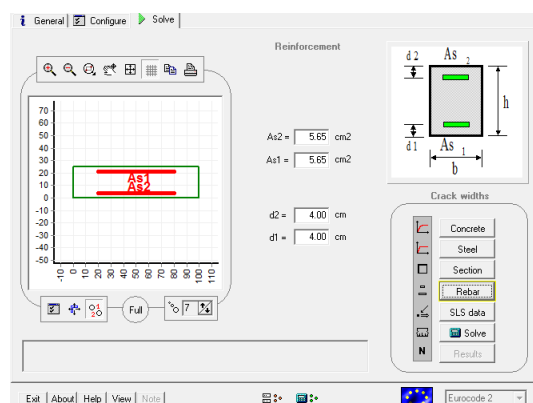 General Configure Solve
Reinforcement
As2 = 5.65 cm2
As1 = 5.65 cm2
d2 = 4.00 cm
d1 = 4.00 cm
70
60
50
40
30
20
10
0
-10
-20
-30
-40
-50
As1
As2
-10 0 10 20 30 40 50 60 70 80 90 100 110
Full
7
d 2 As 2
h
d 1 As 1
b
Crack widths
Concrete
Steel
Section
Rebar
SLS data
Solve
N Results
Exit About Help View Note
Eurocode 2